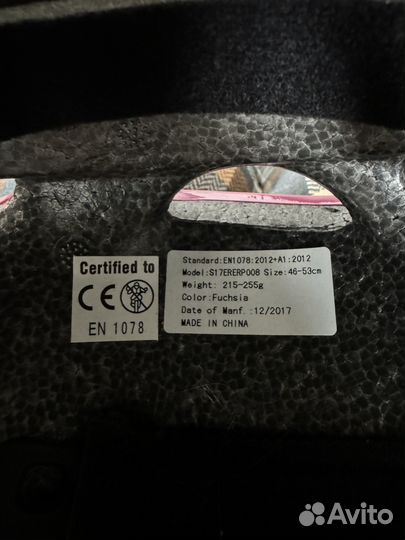 Certified to
CE
EN 1078
Standard:EN1078:2012+A1:2012
Model:S17ERERP008 Size:46-53cm
Weight: 215-255g
Color:Fuchsia
Date of Manf.:12/2017
MADE IN CHINA
Avito